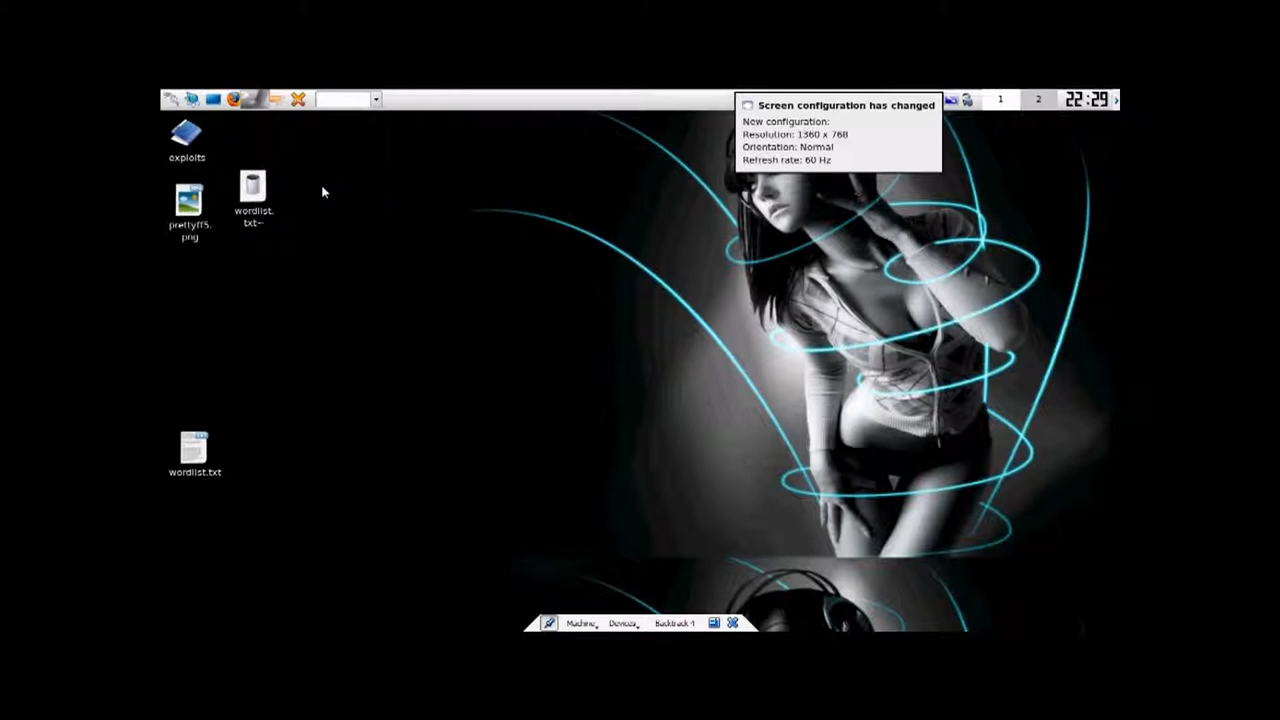 1
2
22:29
Screen configuration has changed
New configuration:
Resolution: 1360 x 768
Orientation: Normal
Refresh rate: 60 Hz
exploits
prettyff5.
png
wordlist.
txt~
wordlist.txt
Machine
Devices
Backtrack 4